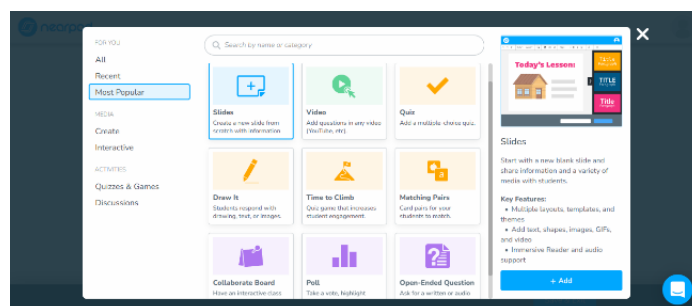 nearpod
FOR YOU
All
Recent
Most Popular
MEDIA
Create
Interactive
ACTIVITIES
Quizzes & Games
Discussions
Search by name or category
Slides
Create a new slide from
scratch with information
Video
Add questions in any video
(YouTube, etc).
Quiz
Add a multiple-choice quiz.
Draw It
Students respond with
drawing, text, or images.
Time to Climb
Quiz game that increases
student engagement.
Matching Pairs
Card pairs for your
students to match.
Collaborate Board
Have an interactive class
Poll
Take a vote, highlight
Open-Ended Question
Ask for a written or audio
Today's Lesson:
TITLE
TITLE
Title
Slides
Start with a new blank slide and
share information and a variety of
media with students.
Key Features:
• Multiple layouts, templates, and
themes
• Add text, shapes, images, GIFs,
and video
• Immersive Reader and audio
support
+ Add